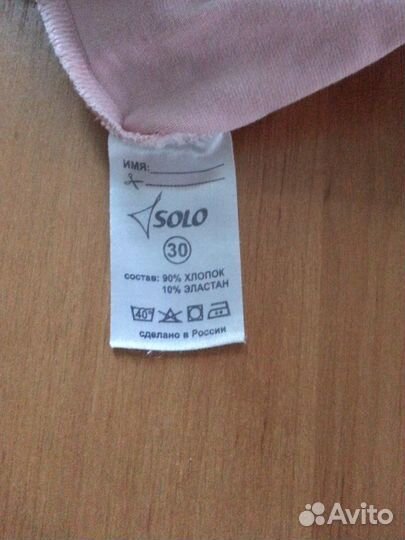 ИМЯ:
SOLO
30
состав: 90% ХЛОПОК
10% ЭЛАСТАН
40°
сделано в России
Avito